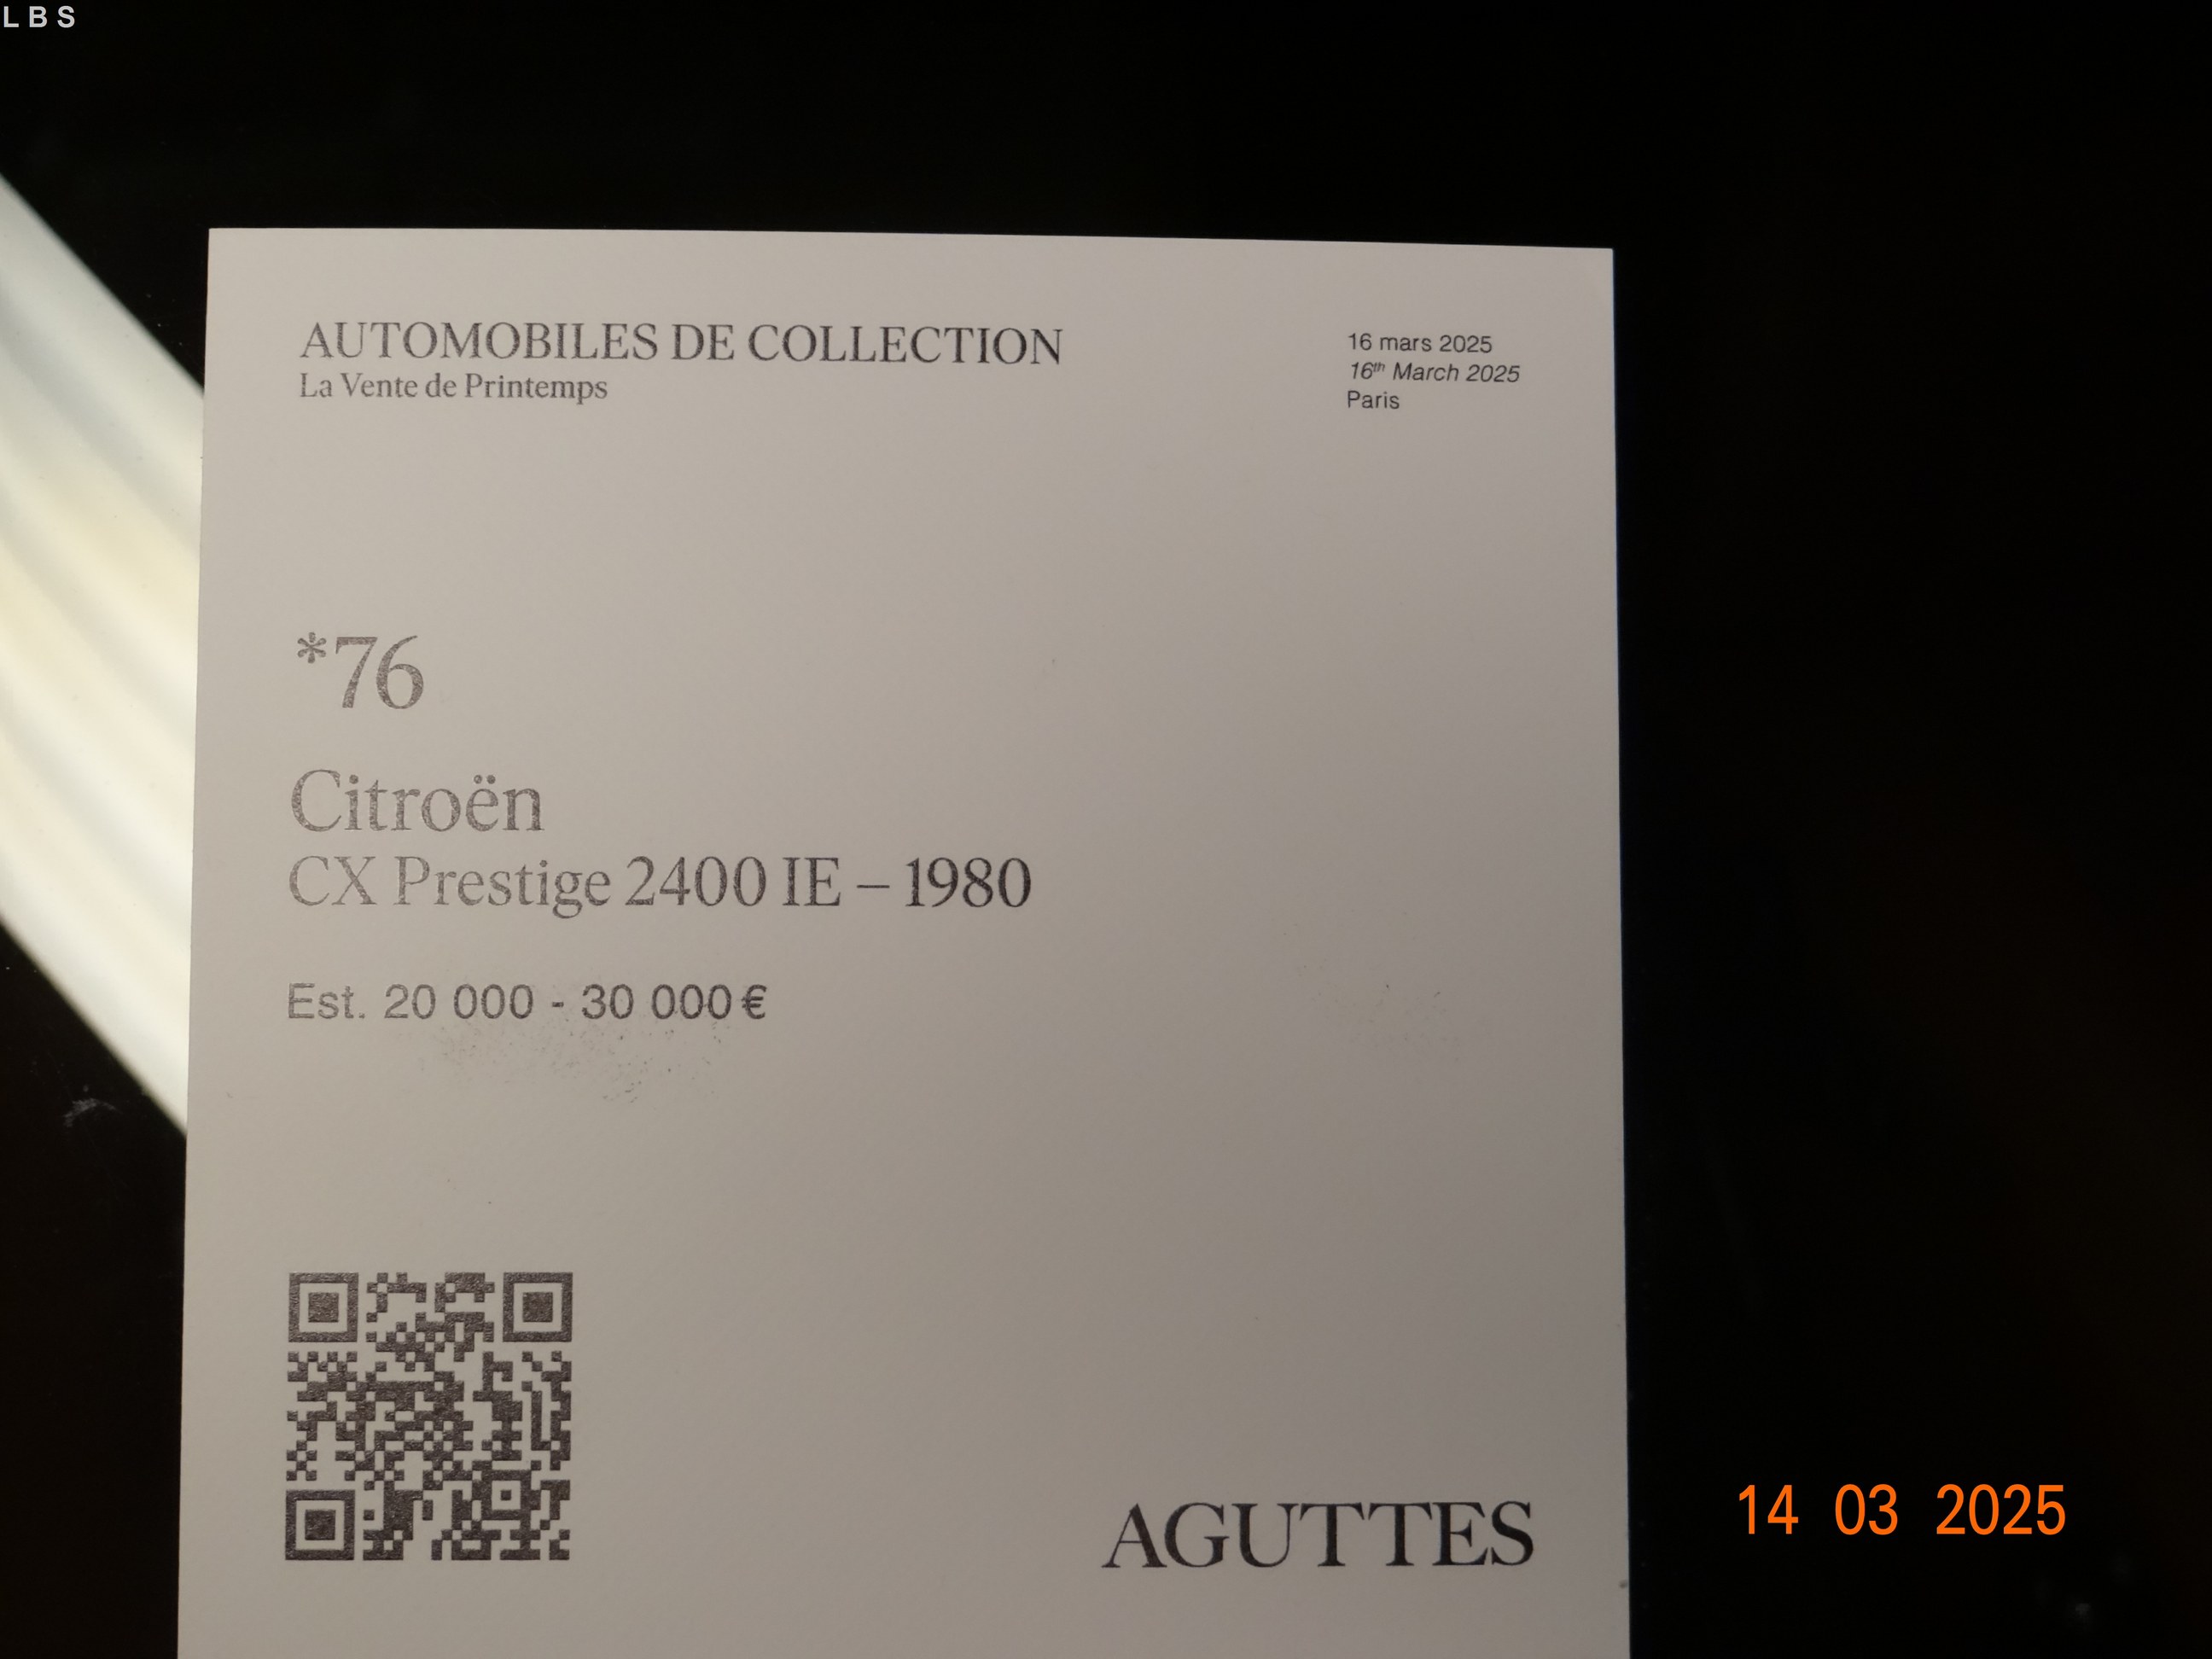 LBS
AUTOMOBILES DE COLLECTION
La Vente de Printemps
16 mars 2025
16th March 2025
Paris
*76
Citroën
CX Prestige 2400 IE – 1980
Est. 20 000 - 30 000 €
AGUTTES
14 03 2025